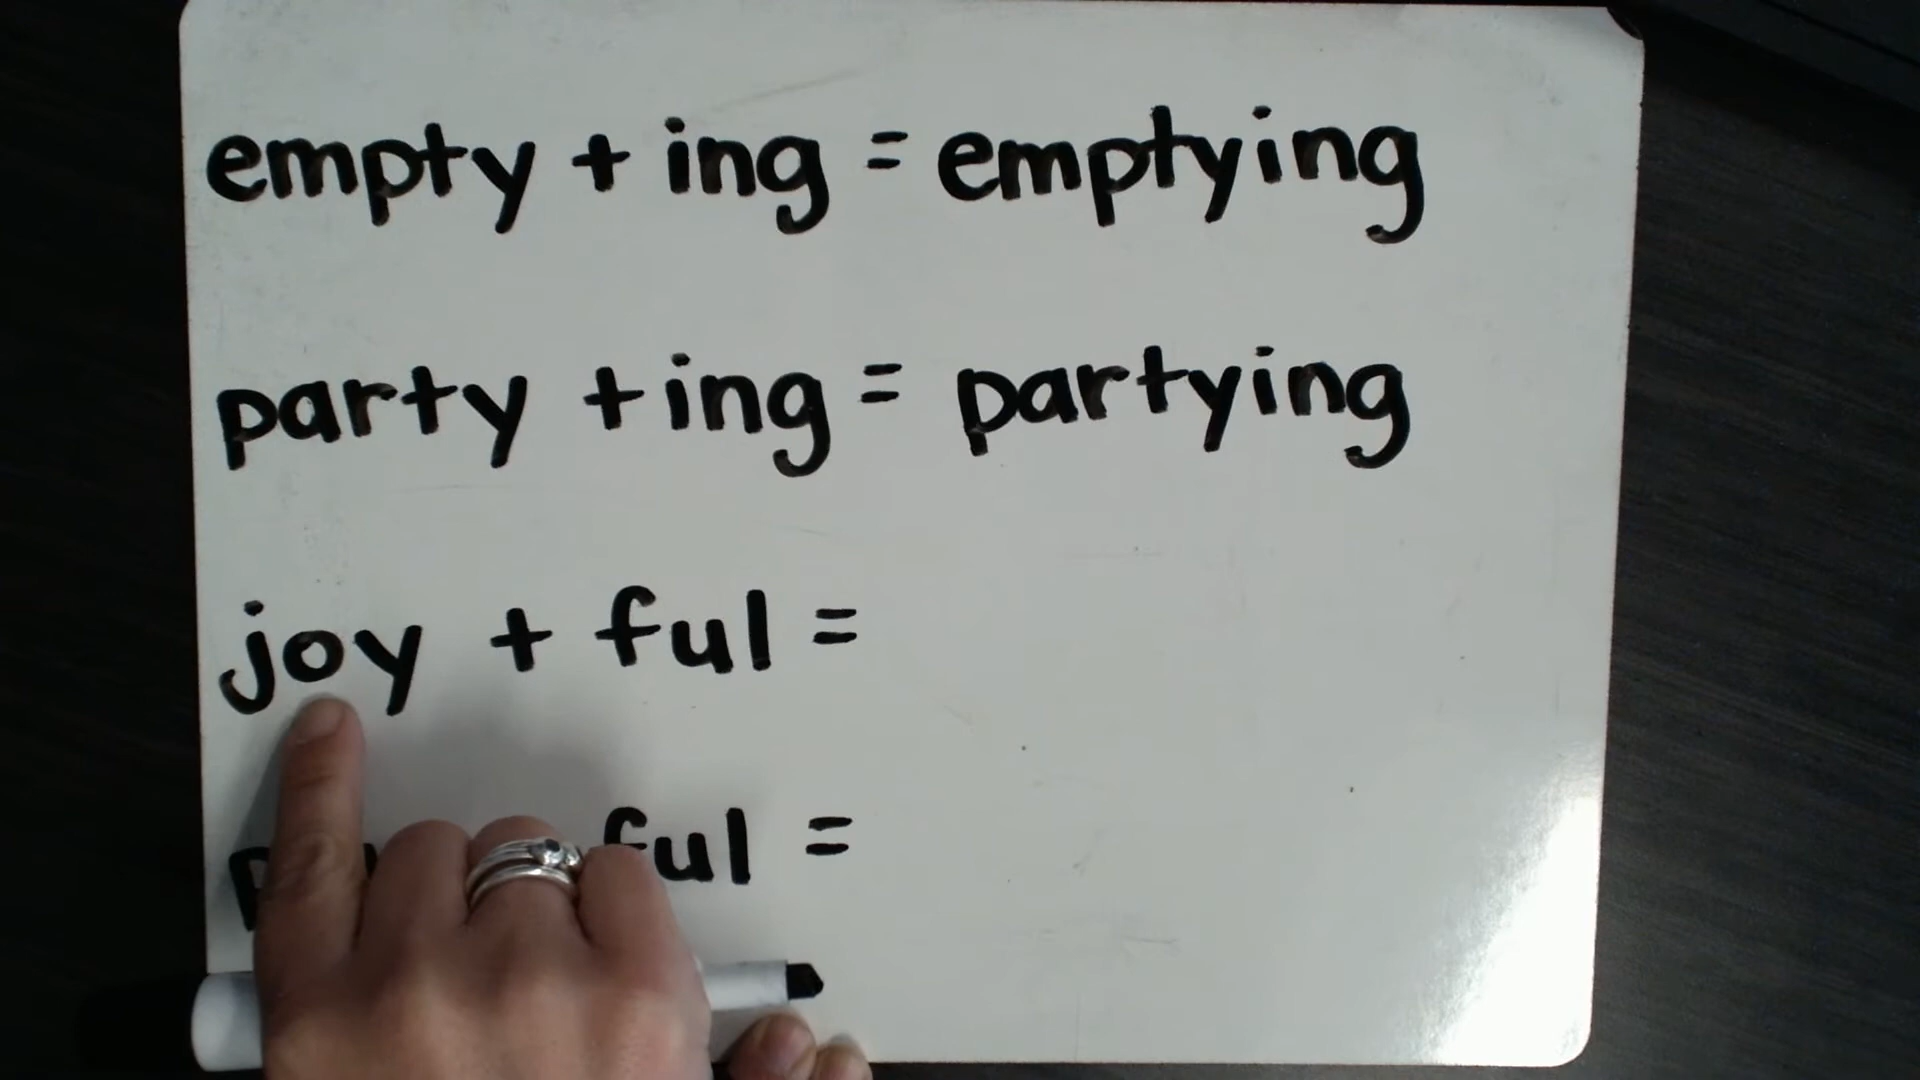 empty + ing = emptying
party + ing = partying
joy + ful =
ful =